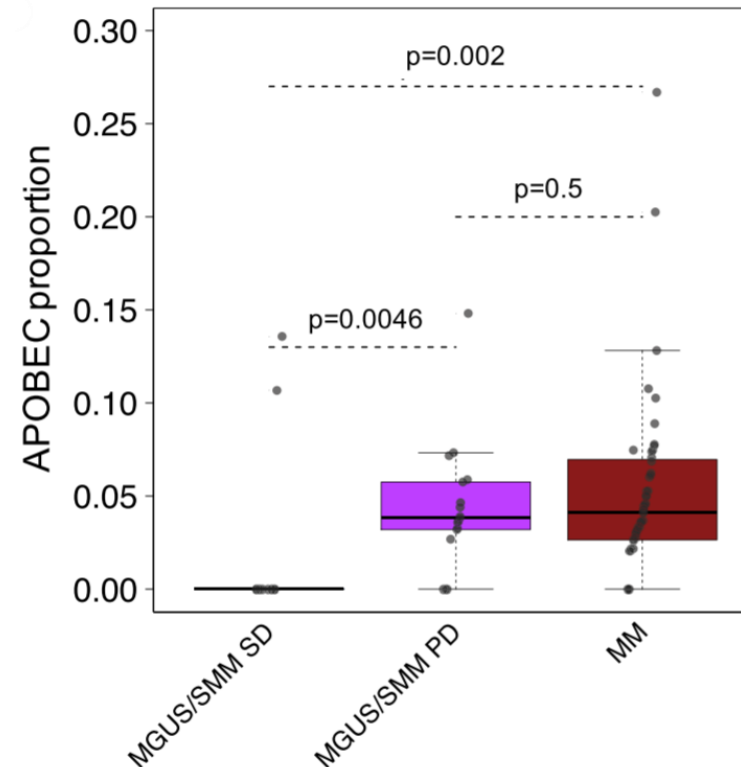 0.30
0.25
0.20
0.15
0.10
0.05
0.00
APOBEC proportion
p=0.002
p=0.5
p=0.0046
MGUS/SMM SD
MGUS/SMM PD
MM